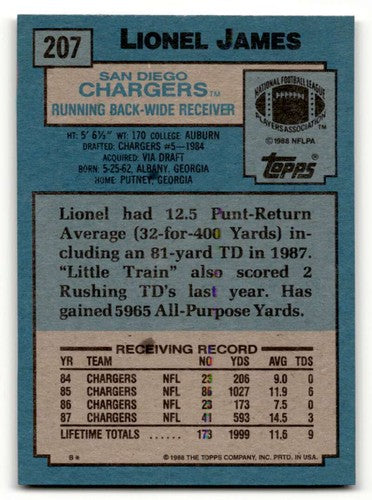 207
LIONEL JAMES
SAN DIEGO
CHARGERS™
RUNNING BACK-WIDE RECEIVER
NATIONAL FOOTBALL LEAGUE
PLAYERS ASSOCIATION
© 1988 NFLPA
Topps
HT: 5' 6½" WT: 170 COLLEGE: AUBURN
DRAFTED: CHARGERS #5—1984
ACQUIRED: VIA DRAFT
BORN: 5-25-62, ALBANY, GEORGIA
HOME: PUTNEY, GEORGIA
Lionel had 12.5 Punt-Return
Average (32-for-400 Yards) in-
cluding an 81-yard TD in 1987.
"Little Train" also scored 2
Rushing TD's last year. Has
gained 5965 All-Purpose Yards.
RECEIVING RECORD
YR TEAM NO YDS AVG TDS
84 CHARGERS NFL 23 206 9.0 0
85 CHARGERS NFL 86 1027 11.9 6
86 CHARGERS NFL 23 173 7.5 0
87 CHARGERS NFL 41 593 14.5 3
LIFETIME TOTALS 173 1999 11.6 9
B* © 1988 THE TOPPS COMPANY, INC. PRTD. IN U.S.A.